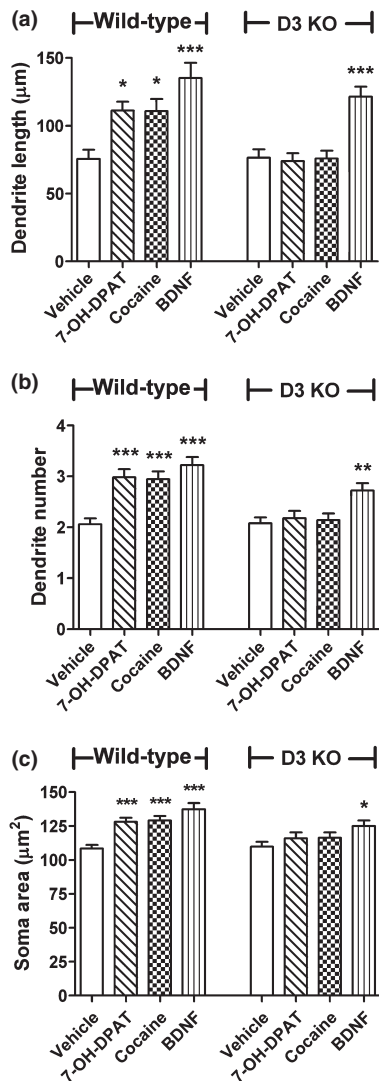 (a)
Wild-type D3 KO
***
* * ***
150
100
50
0
Dendrite length (μm)
Vehicle 7-OH-DPAT Cocaine BDNF Vehicle 7-OH-DPAT Cocaine BDNF
(b)
Wild-type D3 KO
*** *** *** **
4
3
2
1
0
Dendrite number
Vehicle 7-OH-DPAT Cocaine BDNF Vehicle 7-OH-DPAT Cocaine BDNF
(c)
Wild-type D3 KO
*** *** *** *
150
125
100
75
50
25
0
Soma area (μm²)
Vehicle 7-OH-DPAT Cocaine BDNF Vehicle 7-OH-DPAT Cocaine BDNF